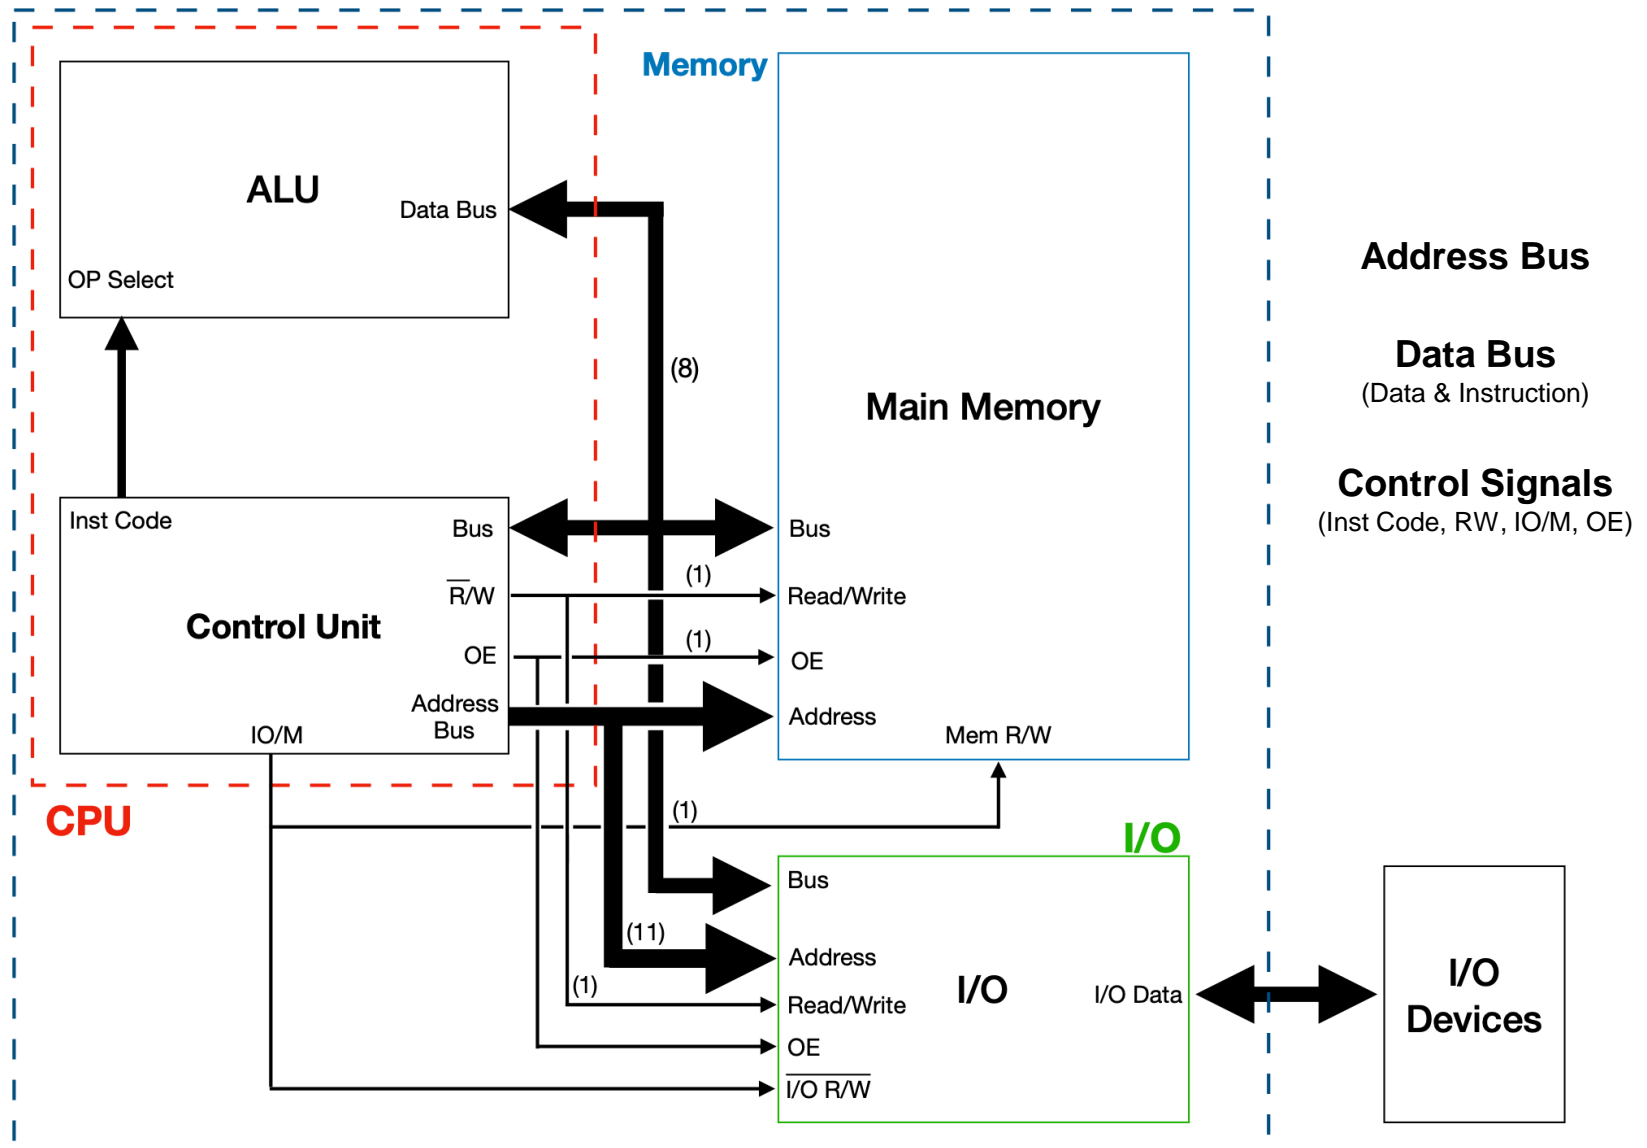 Memory
ALU
Data Bus
OP Select
(8)
Main Memory
Inst Code
Bus
Bus
R̅/W
(1)
Read/Write
Control Unit
OE
(1)
OE
Address
Bus
Address
IO/M
Mem R/W
CPU
(1)
I/O
Bus
(11)
Address
(1)
Read/Write
I/O
I/O Data
OE
I̅/̅O̅ ̅R̅/̅W̅
I/O
Devices
Address Bus
Data Bus
(Data & Instruction)
Control Signals
(Inst Code, RW, IO/M, OE)